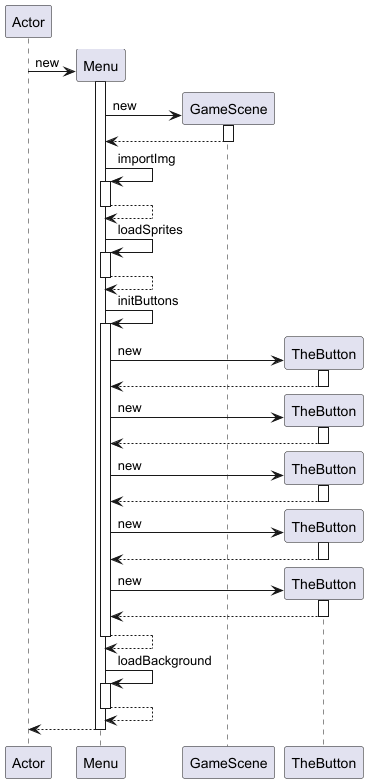 Actor
new
Menu
new
GameScene
importImg
loadSprites
initButtons
new
TheButton
new
TheButton
new
TheButton
new
TheButton
new
TheButton
loadBackground
Actor
Menu
GameScene
TheButton